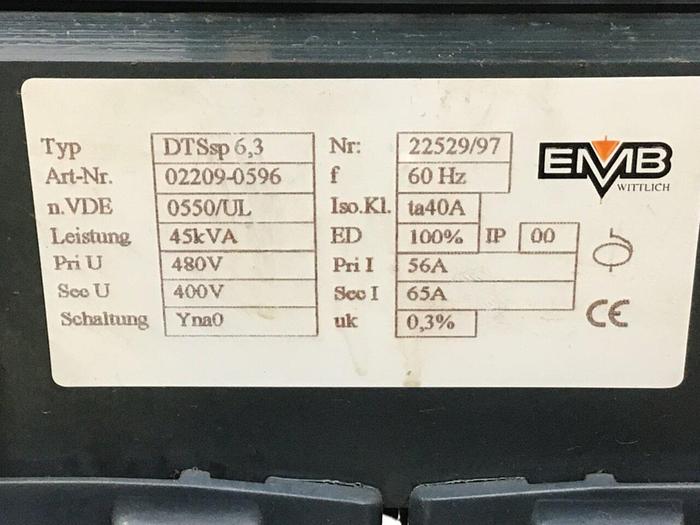 Typ DTSsp 6,3 Nr: 22529/97
Art-Nr. 02209-0596 f 60 Hz
n.VDE 0550/UL Iso.Kl. ta40A
Leistung 45kVA ED 100% IP 00
Pri U 480V Pri I 56A
Sec U 400V Sec I 65A
Schaltung Yna0 uk 0,3%
EMB
WITTLICH
CE